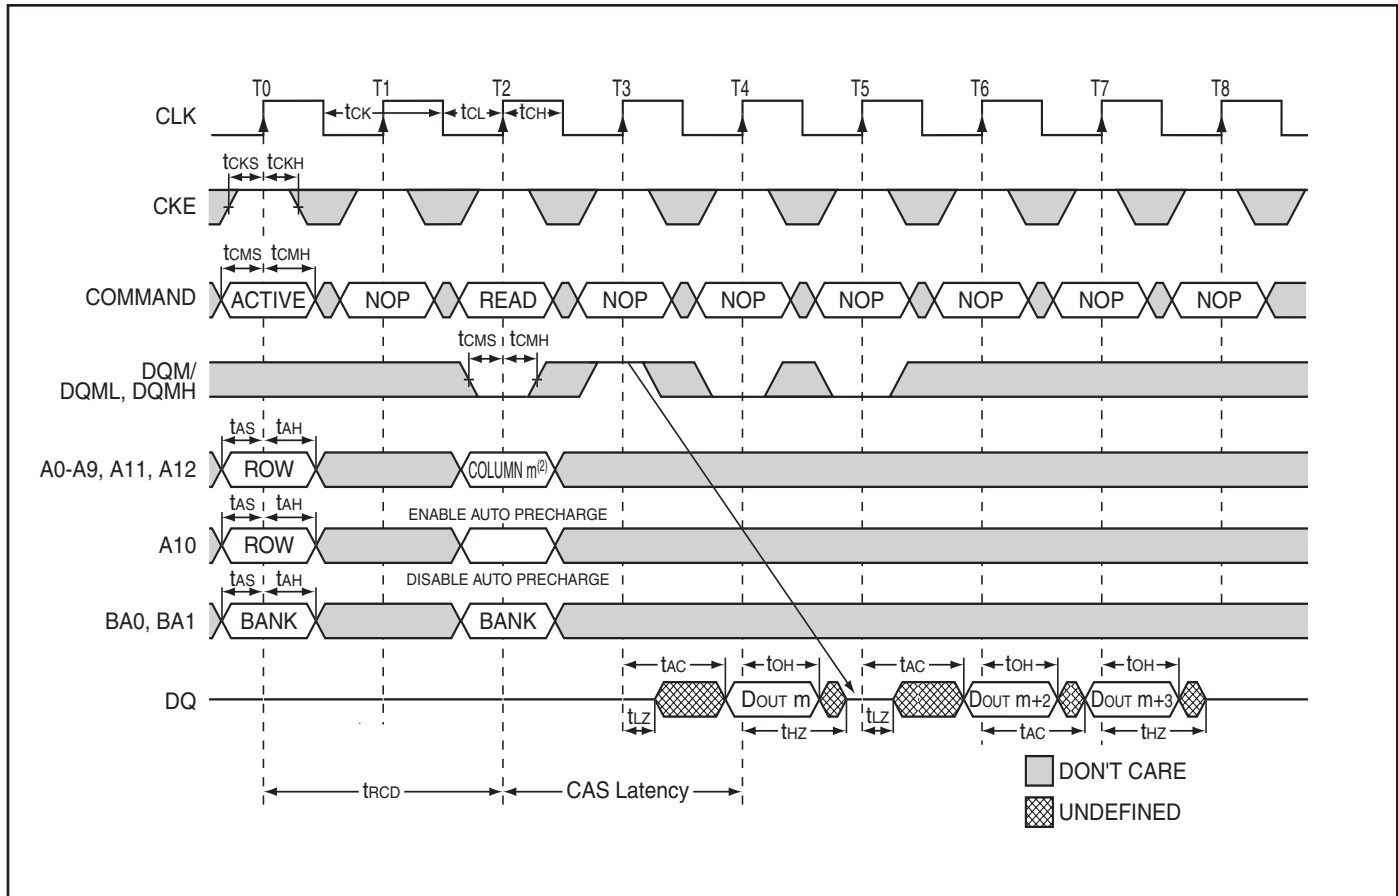 T0 T1 T2 T3 T4 T5 T6 T7 T8
CLK
tCK tCL tCH
tCKS tCKH
CKE
tCMS tCMH
COMMAND ACTIVE NOP READ NOP NOP NOP NOP NOP NOP
tCMS tCMH
DQM/
DQML, DQMH
tAS tAH
A0-A9, A11, A12 ROW COLUMN m(2)
tAS tAH ENABLE AUTO PRECHARGE
A10 ROW
tAS tAH DISABLE AUTO PRECHARGE
BA0, BA1 BANK BANK
tAC tOH tAC tOH tOH
DQ DOUT m DOUT m+2 DOUT m+3
tLZ tHZ tLZ tAC tHZ
DON'T CARE
tRCD CAS Latency
UNDEFINED